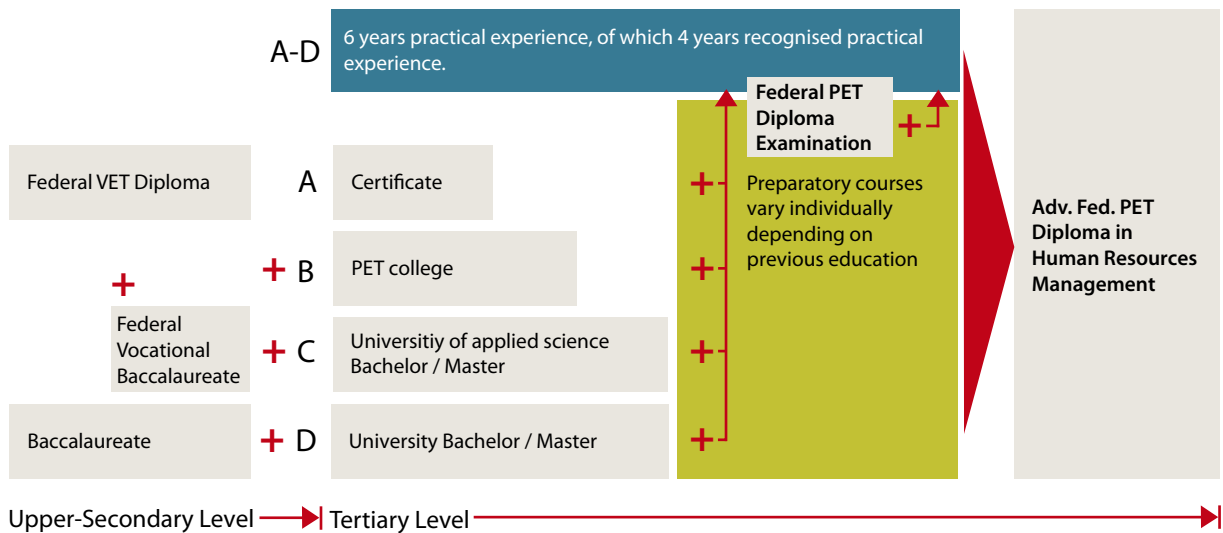 A-D
6 years practical experience, of which 4 years recognised practical
experience.
Federal PET
Diploma
Examination
+
Federal VET Diploma
A
Certificate
+
Preparatory courses
vary individually
depending on
previous education
Adv. Fed. PET
Diploma in
Human Resources
Management
+
+ B
PET college
+
Federal
Vocational
Baccalaureate
+ C
Universitiy of applied science
Bachelor / Master
+
Baccalaureate
+ D
University Bachelor / Master
+
Upper-Secondary Level
Tertiary Level